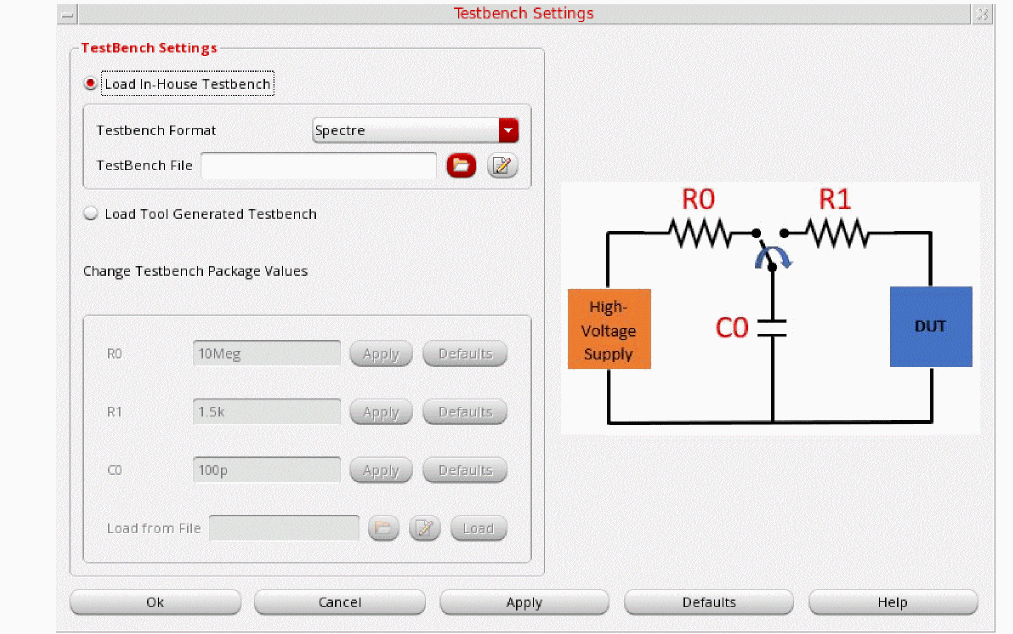 Testbench Settings
TestBench Settings
Load In-House Testbench
Testbench Format Spectre
TestBench File
Load Tool Generated Testbench
Change Testbench Package Values
R0 10Meg Apply Defaults
R1 1.5k Apply Defaults
C0 100p Apply Defaults
Load from File Load
R0 R1
High-
Voltage
Supply
C0
DUT
Ok Cancel Apply Defaults Help